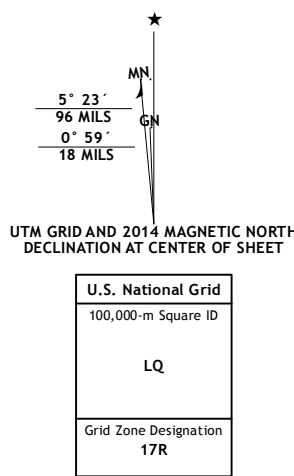 ★
MN.
5° 23´
96 MILS
GN
0° 59´
18 MILS
UTM GRID AND 2014 MAGNETIC NORTH
DECLINATION AT CENTER OF SHEET
U.S. National Grid
100,000-m Square ID
LQ
Grid Zone Designation
17R